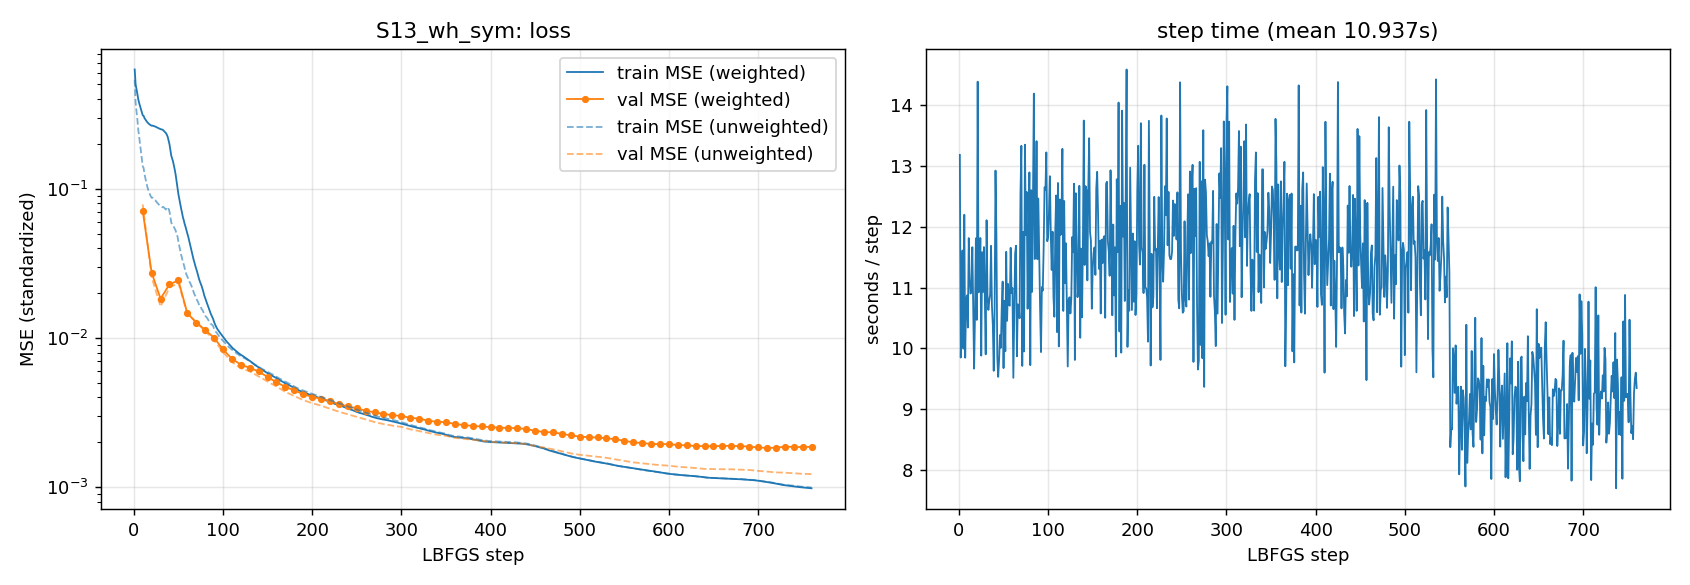 S13_wh_sym: loss
MSE (standardized)
10⁻¹
10⁻²
10⁻³
train MSE (weighted)
val MSE (weighted)
train MSE (unweighted)
val MSE (unweighted)
0 100 200 300 400 500 600 700
LBFGS step
step time (mean 10.937s)
seconds / step
14
13
12
11
10
9
8
0 100 200 300 400 500 600 700
LBFGS step